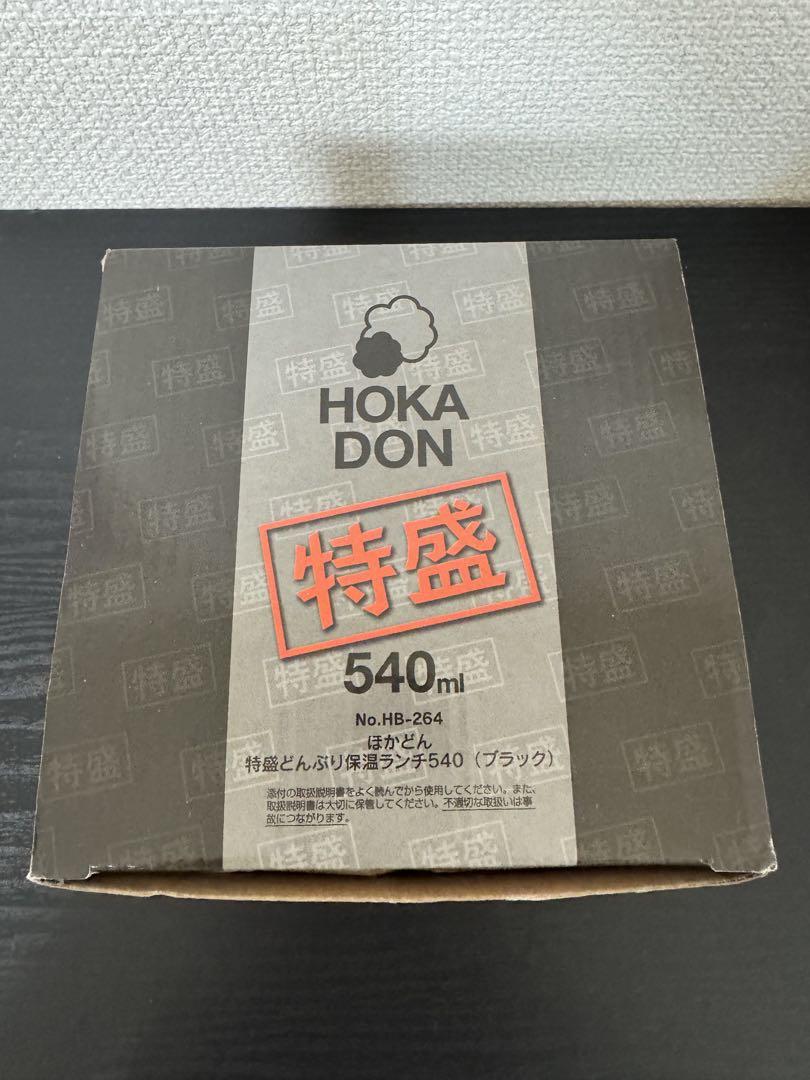 HOKA
DON
特盛
540ml
No.HB-264
ほかどん
特盛どんぶり保温ランチ540（ブラック）
添付の取扱説明書をよく読んでから使用してください。また、
取扱説明書は大切に保管してください。不適切な取扱いは事
故につながります。